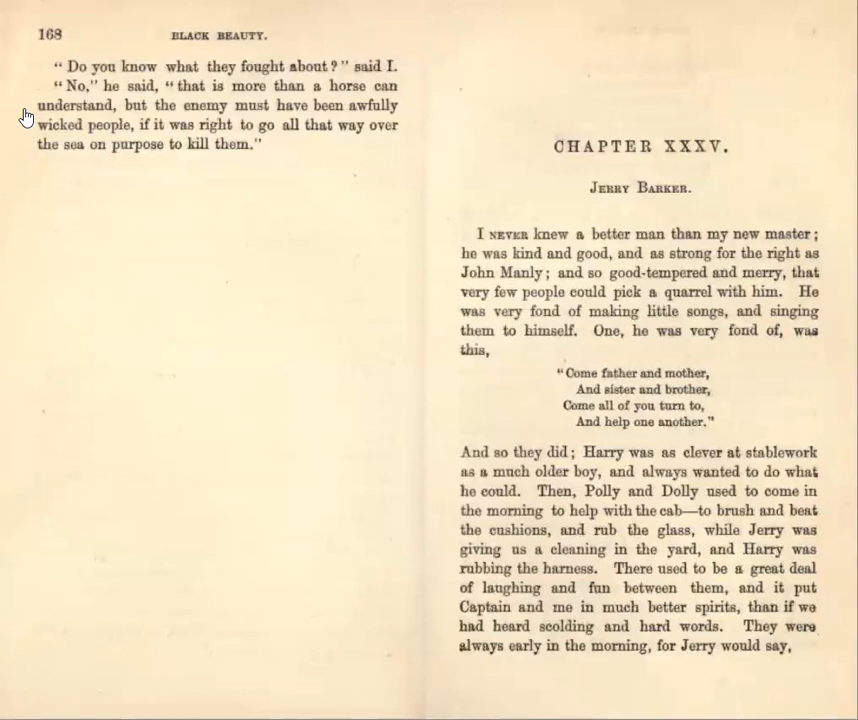 168
BLACK BEAUTY.
“ Do you know what they fought about ? ” said I.
“ No,” he said, “ that is more than a horse can
understand, but the enemy must have been awfully
wicked people, if it was right to go all that way over
the sea on purpose to kill them.”
CHAPTER XXXV.
JERRY BARKER.
I NEVER knew a better man than my new master ;
he was kind and good, and as strong for the right as
John Manly ; and so good-tempered and merry, that
very few people could pick a quarrel with him. He
was very fond of making little songs, and singing
them to himself. One, he was very fond of, was
this,
“ Come father and mother,
And sister and brother,
Come all of you turn to,
And help one another.”
And so they did ; Harry was as clever at stablework
as a much older boy, and always wanted to do what
he could. Then, Polly and Dolly used to come in
the morning to help with the cab—to brush and beat
the cushions, and rub the glass, while Jerry was
giving us a cleaning in the yard, and Harry was
rubbing the harness. There used to be a great deal
of laughing and fun between them, and it put
Captain and me in much better spirits, than if we
had heard scolding and hard words. They were
always early in the morning, for Jerry would say,